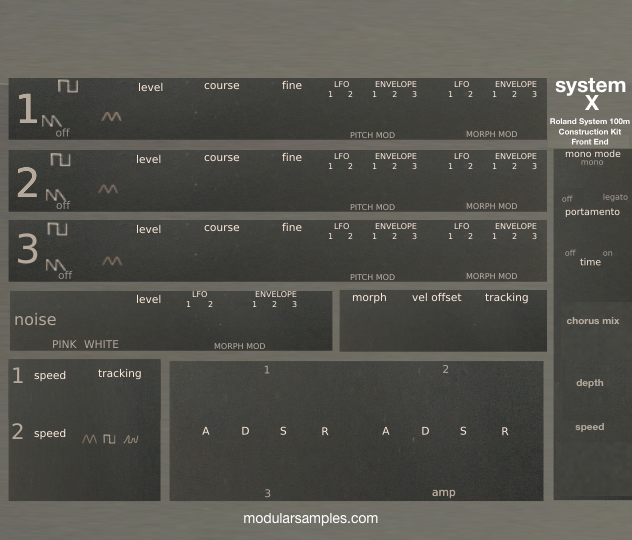 system
X
Roland System 100m
Construction Kit
Front End
1 off level course fine LFO 1 2 ENVELOPE 1 2 3 LFO 1 2 ENVELOPE 1 2 3
PITCH MOD MORPH MOD
2 off level course fine LFO 1 2 ENVELOPE 1 2 3 LFO 1 2 ENVELOPE 1 2 3
PITCH MOD MORPH MOD
3 off level course fine LFO 1 2 ENVELOPE 1 2 3 LFO 1 2 ENVELOPE 1 2 3
PITCH MOD MORPH MOD
noise level LFO 1 2 ENVELOPE 1 2 3
PINK WHITE MORPH MOD
morph vel offset tracking
1 speed tracking
2 speed
1 2
A D S R A D S R
3 amp
mono mode
mono
off legato
portamento
off on
time
chorus mix
depth
speed
modularsamples.com